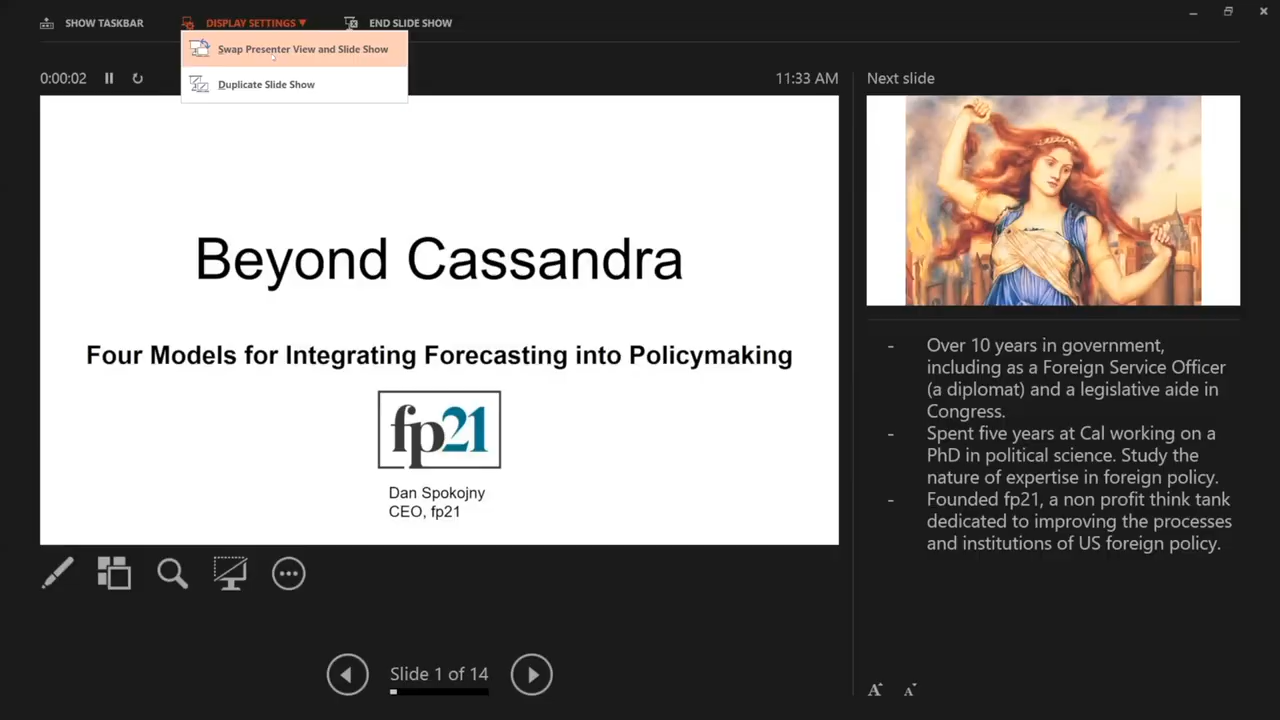 SHOW TASKBAR
DISPLAY SETTINGS ▼
END SLIDE SHOW
Swap Presenter View and Slide Show
Duplicate Slide Show
0:00:02
11:33 AM
Next slide
Beyond Cassandra
Four Models for Integrating Forecasting into Policymaking
fp21
Dan Spokojny
CEO, fp21
- Over 10 years in government,
including as a Foreign Service Officer
(a diplomat) and a legislative aide in
Congress.
- Spent five years at Cal working on a
PhD in political science. Study the
nature of expertise in foreign policy.
- Founded fp21, a non profit think tank
dedicated to improving the processes
and institutions of US foreign policy.
Slide 1 of 14
A A